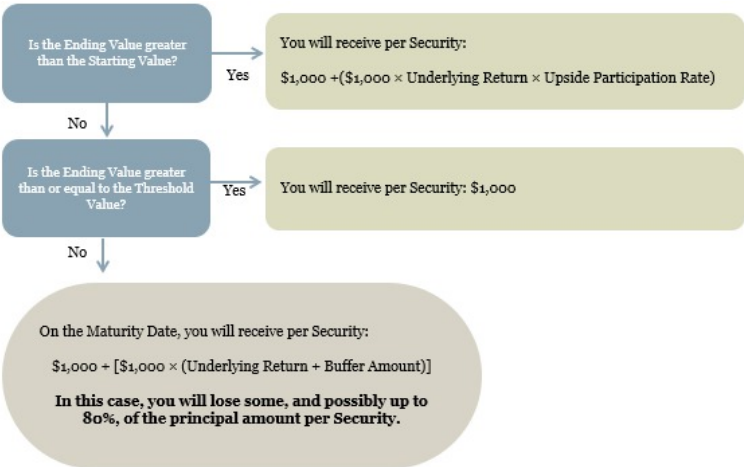 Is the Ending Value greater
than the Starting Value?
Yes
You will receive per Security:
$1,000 +($1,000 × Underlying Return × Upside Participation Rate)
No
Is the Ending Value greater
than or equal to the Threshold
Value?
Yes
You will receive per Security: $1,000
No
On the Maturity Date, you will receive per Security:
$1,000 + [$1,000 × (Underlying Return + Buffer Amount)]
In this case, you will lose some, and possibly up to
80%, of the principal amount per Security.